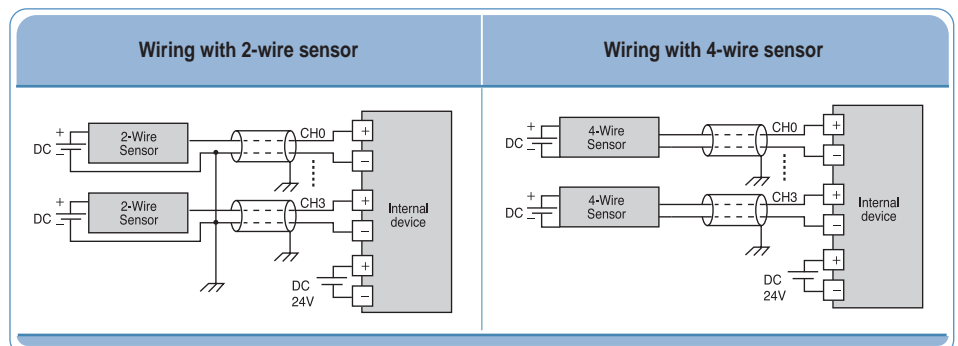 Wiring with 2-wire sensor
Wiring with 4-wire sensor
+
DC
−
2-Wire
Sensor
CH0
+
−
+
DC
−
2-Wire
Sensor
CH3
+
−
Internal
device
DC
24V
+
−
+
DC
−
4-Wire
Sensor
CH0
+
−
+
DC
−
4-Wire
Sensor
CH3
+
−
Internal
device
DC
24V
+
−